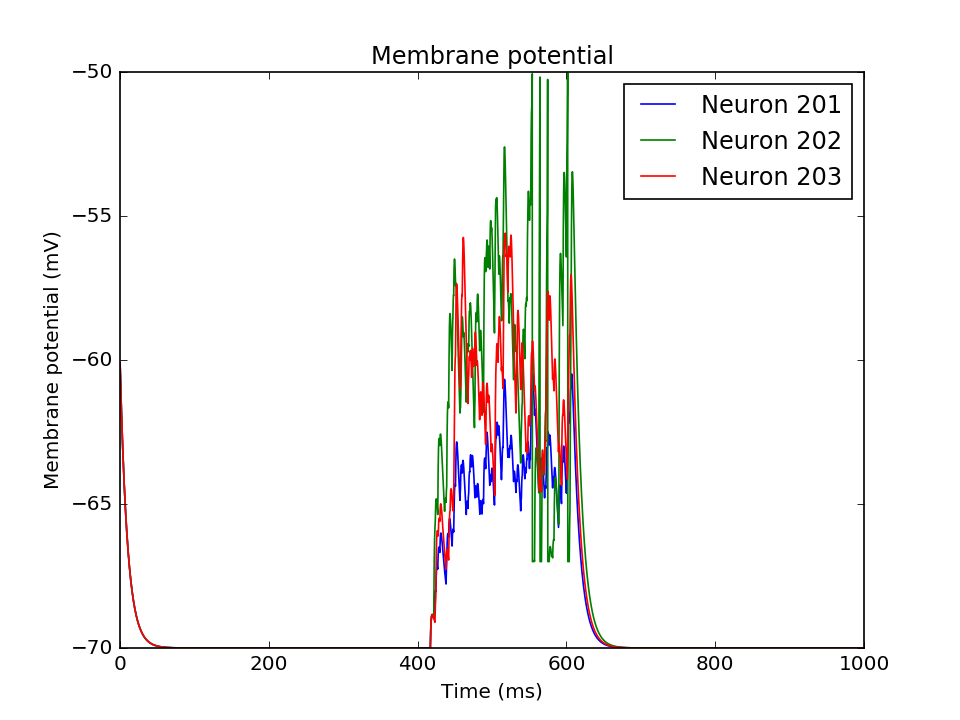 Membrane potential
Neuron 201
Neuron 202
Neuron 203
Membrane potential (mV)
−50
−55
−60
−65
−70
0 200 400 600 800 1000
Time (ms)